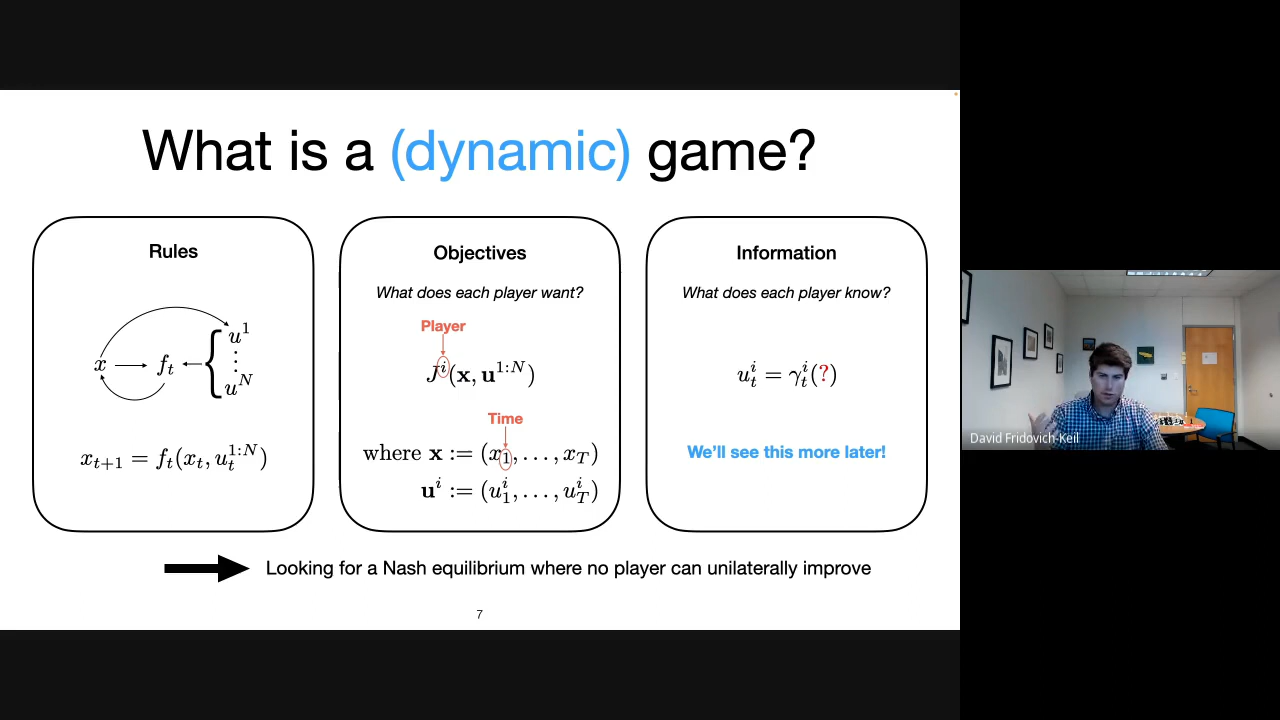 What is a (dynamic) game?
Rules
x → f_t ← { u^1 ⋮ u^N
x_{t+1} = f_t(x_t, u_t^{1:N})
Objectives
What does each player want?
Player
J^i(𝐱, 𝐮^{1:N})
Time
where 𝐱 := (x_1, . . . , x_T)
𝐮^i := (u_1^i, . . . , u_T^i)
Information
What does each player know?
u_t^i = γ_t^i(?)
We'll see this more later!
Looking for a Nash equilibrium where no player can unilaterally improve
7
David Fridovich-Keil